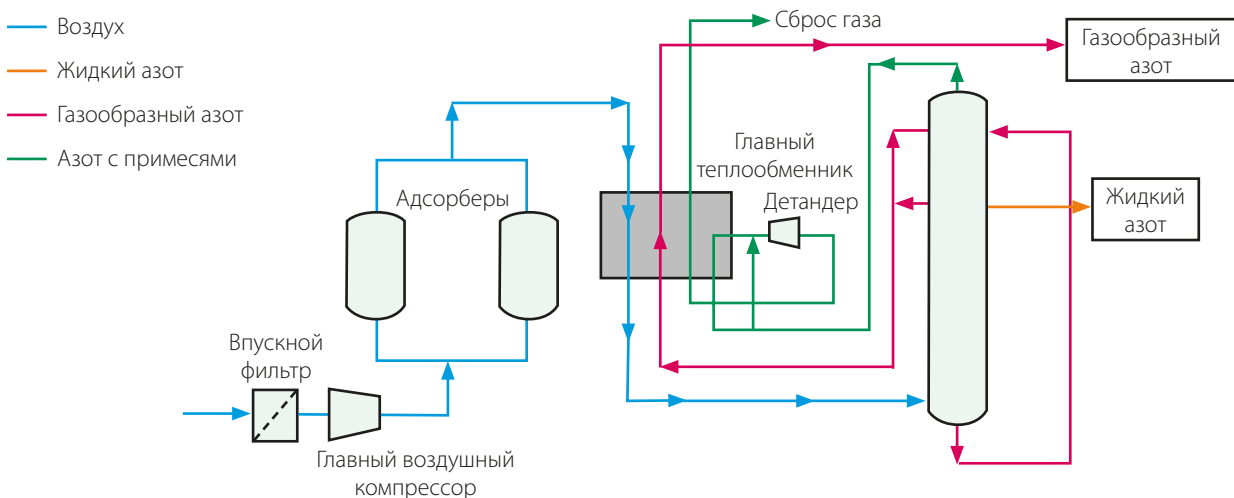 Воздух
Жидкий азот
Газообразный азот
Азот с примесями
Сброс газа
Газообразный
азот
Главный
теплообменник
Детандер
Адсорберы
Жидкий
азот
Впускной
фильтр
Главный воздушный
компрессор